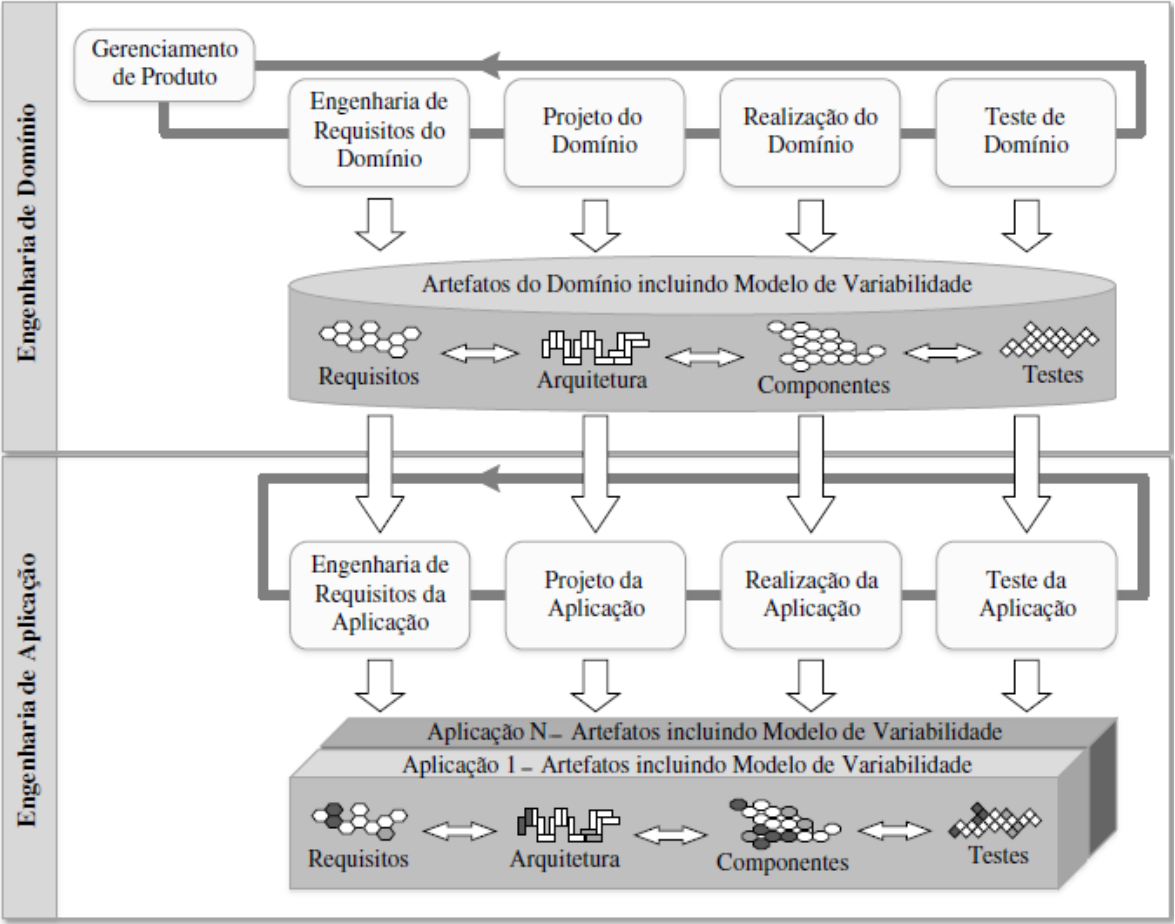 Engenharia de Domínio
Gerenciamento
de Produto
Engenharia de
Requisitos do
Domínio
Projeto do
Domínio
Realização do
Domínio
Teste de
Domínio
Artefatos do Domínio incluindo Modelo de Variabilidade
Requisitos
Arquitetura
Componentes
Testes
Engenharia de Aplicação
Engenharia de
Requisitos da
Aplicação
Projeto da
Aplicação
Realização da
Aplicação
Teste da
Aplicação
Aplicação N – Artefatos incluindo Modelo de Variabilidade
Aplicação 1 – Artefatos incluindo Modelo de Variabilidade
Requisitos
Arquitetura
Componentes
Testes